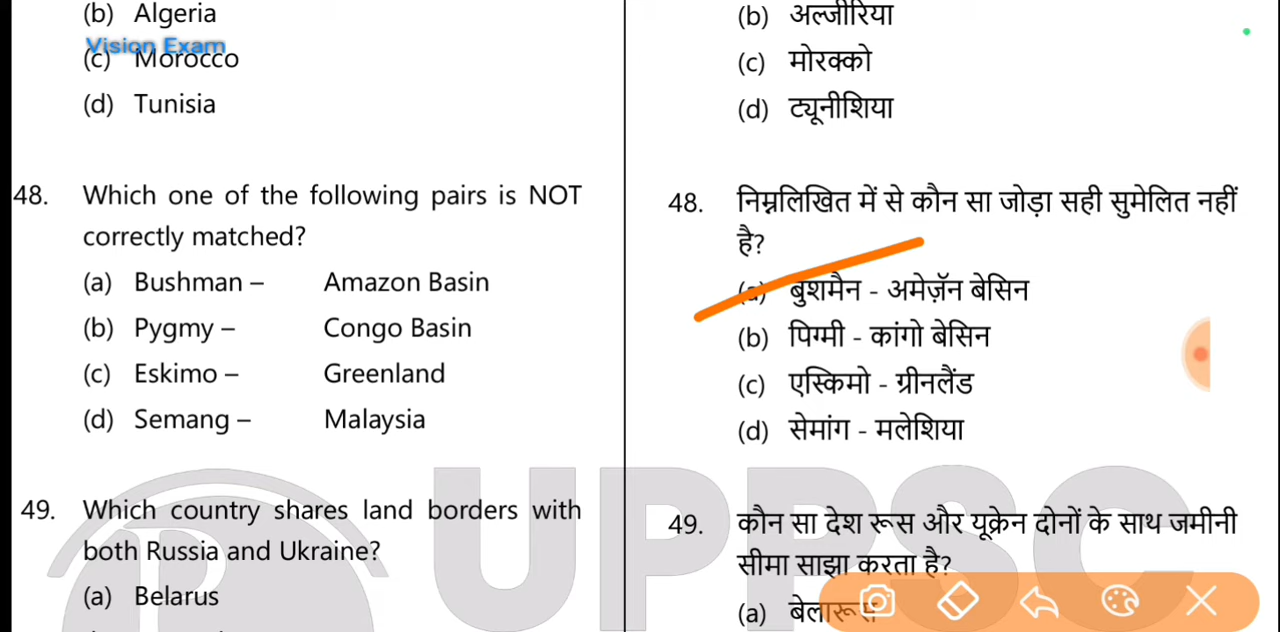 (b) Algeria
Vision Exam
(c) Morocco
(d) Tunisia
48. Which one of the following pairs is NOT
correctly matched?
(a) Bushman – Amazon Basin
(b) Pygmy – Congo Basin
(c) Eskimo – Greenland
(d) Semang – Malaysia
49. Which country shares land borders with
both Russia and Ukraine?
(a) Belarus
(b) अल्जीरिया
(c) मोरक्को
(d) ट्यूनीशिया
48. निम्नलिखित में से कौन सा जोड़ा सही सुमेलित नहीं
है?
(a) बुशमैन - अमेज़ॅन बेसिन
(b) पिग्मी - कांगो बेसिन
(c) एस्किमो - ग्रीनलैंड
(d) सेमांग - मलेशिया
49. कौन सा देश रूस और यूक्रेन दोनों के साथ जमीनी
सीमा साझा करता है?
(a) बेलारूस
UPPSC